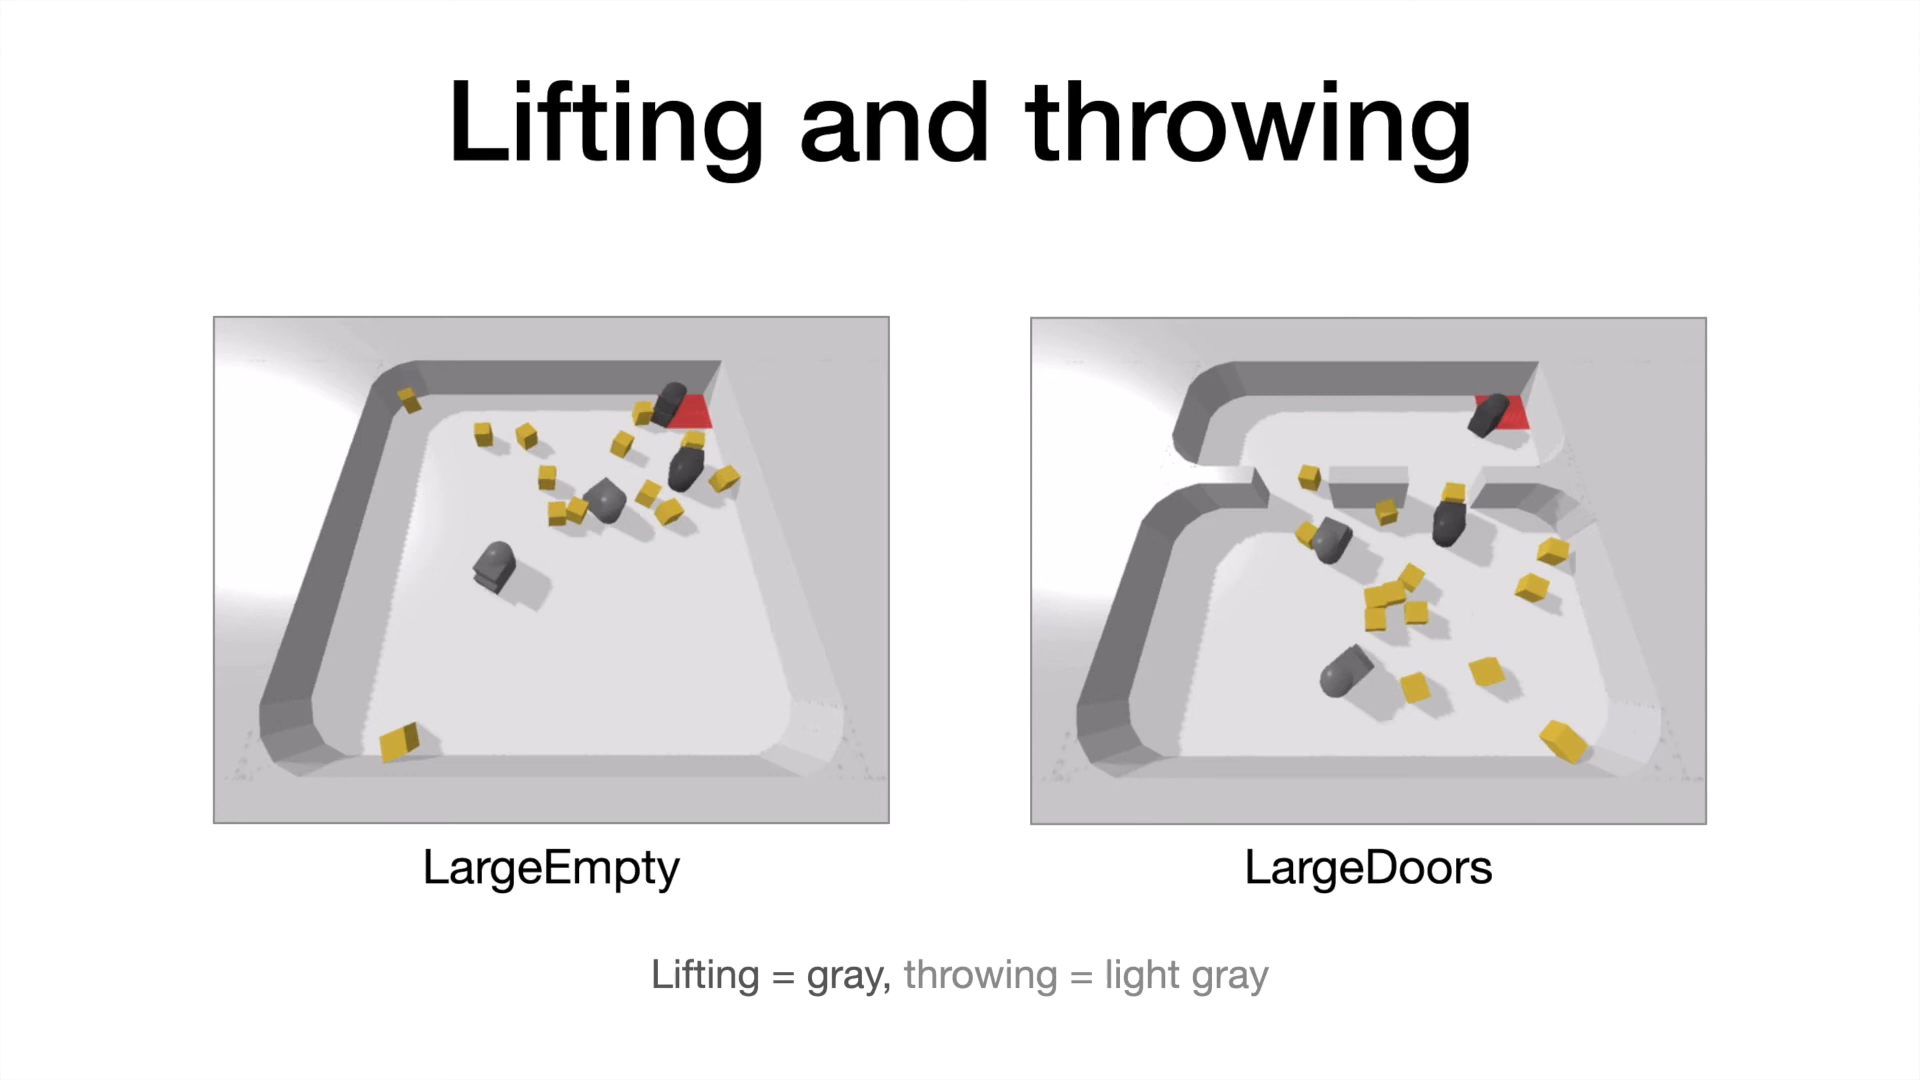 Lifting and throwing
LargeEmpty
LargeDoors
Lifting = gray, throwing = light gray